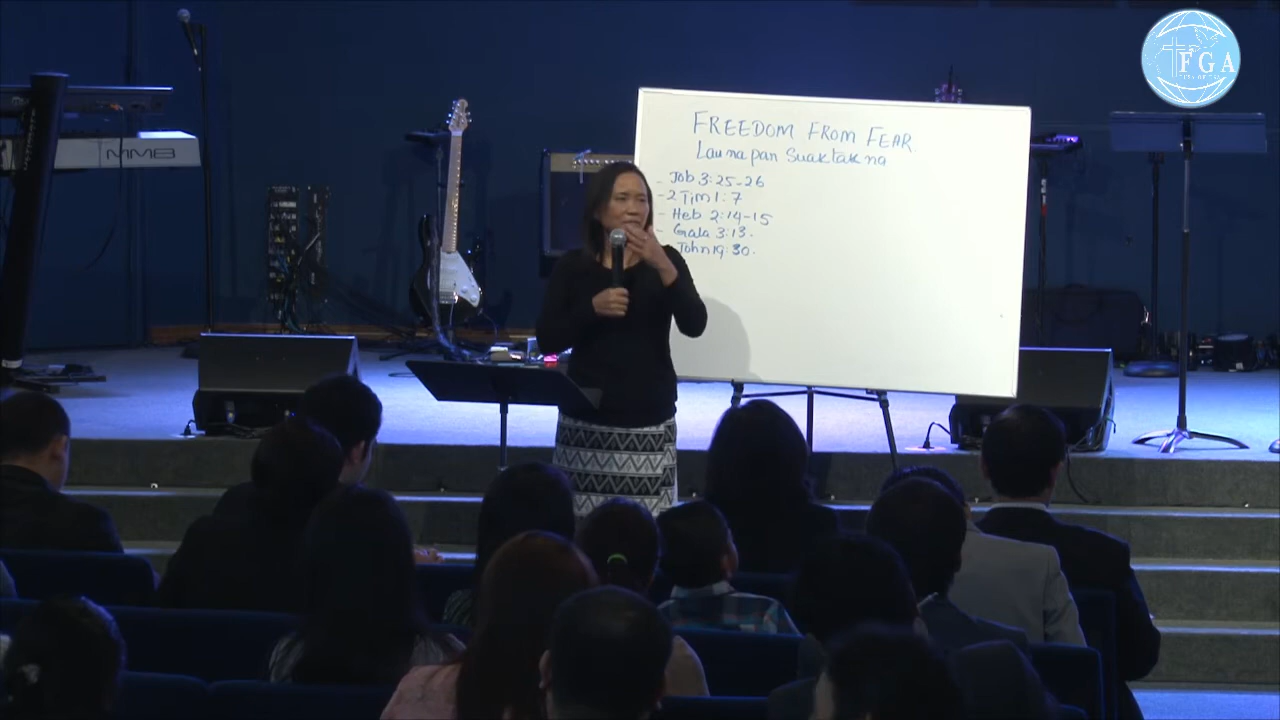 FGA
FREEDOM FROM FEAR
Launapan Suaktakna
- Job 3:25-26
- 2 Tim 1:7
- Heb 2:14-15
- Gala 3:13.
John 19:30.
MM8